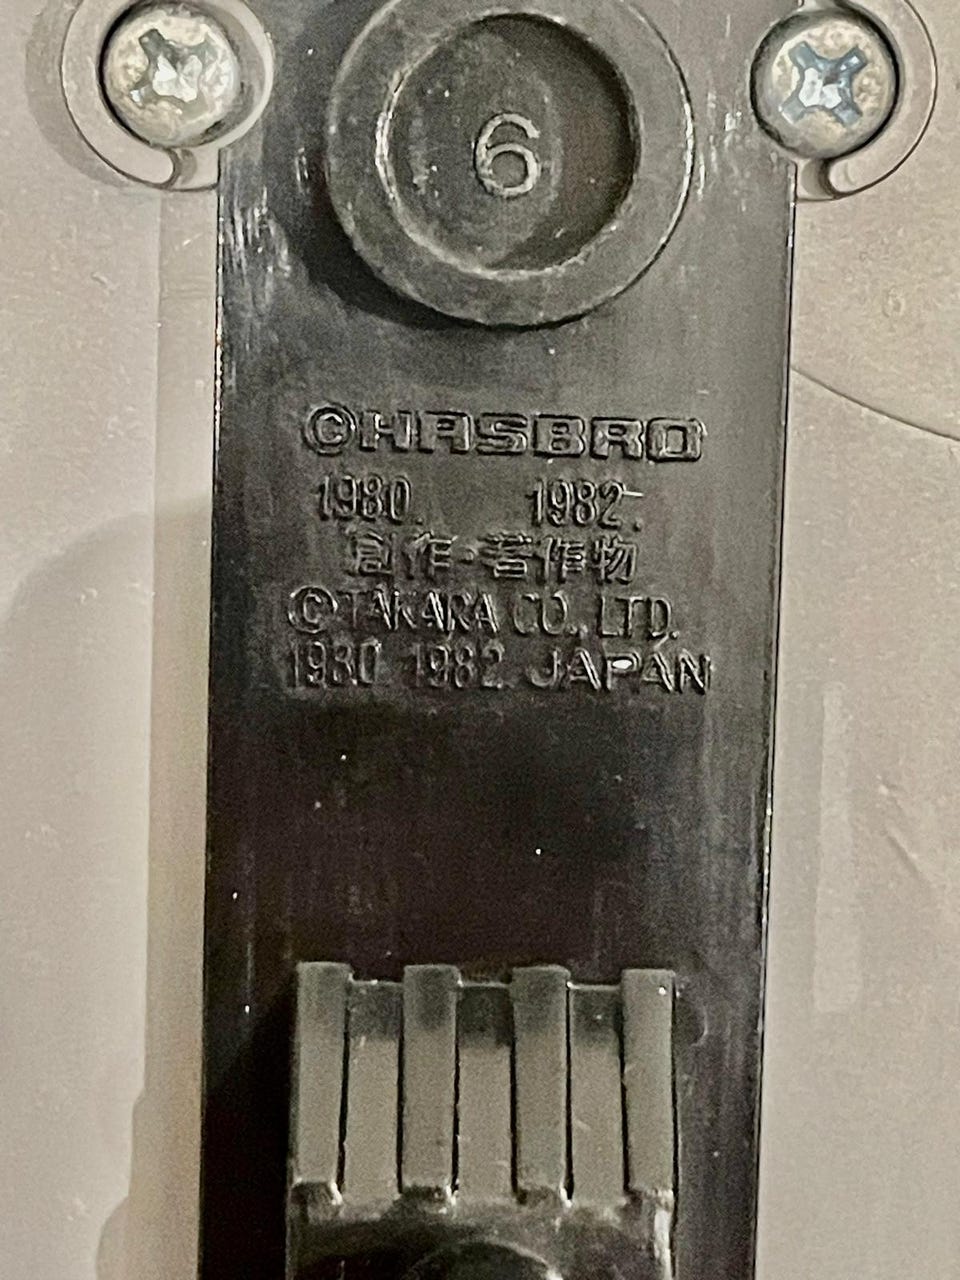 6
©HASBRO
1980. 1982.
創作·著作物
©TAKARA CO., LTD.
1980 1982 JAPAN